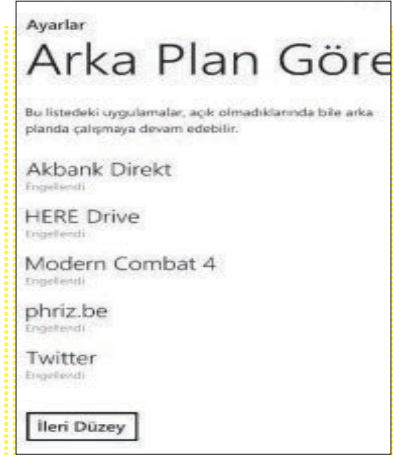 Ayarlar
Arka Plan Göre
Bu listedeki uygulamalar, açık olmadıklarında bile arka
planda çalışmaya devam edebilir.
Akbank Direkt
Engellendi
HERE Drive
Engellendi
Modern Combat 4
Engellendi
phriz.be
Engellendi
Twitter
Engellendi
İleri Düzey